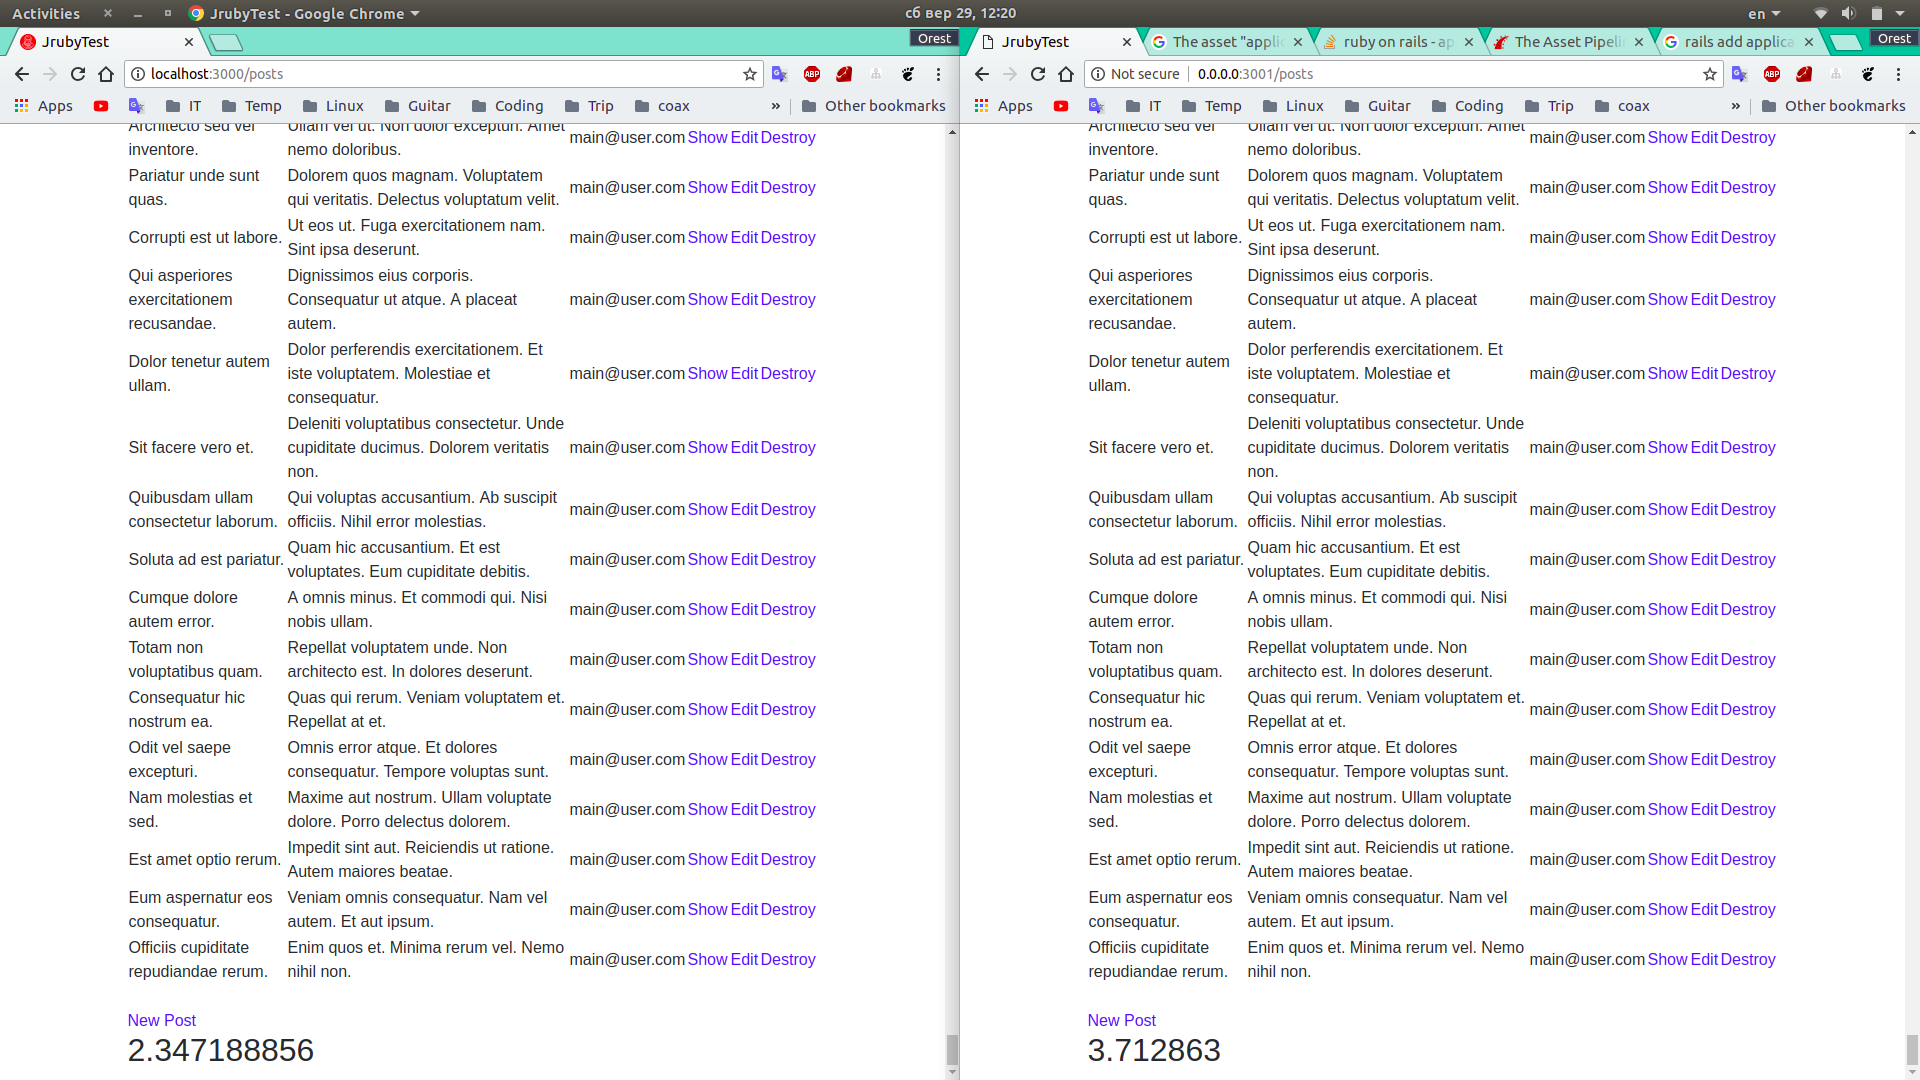 Activities
JrubyTest - Google Chrome
сб вер 29, 12:20
en
JrubyTest
Orest
localhost:3000/posts
Apps
IT
Temp
Linux
Guitar
Coding
Trip
coax
»
Other bookmarks
Architecto sed vel inventore.
Ullam vel ut. Non dolor excepturi. Amet nemo doloribus.
main@user.com Show Edit Destroy
Pariatur unde sunt quas.
Dolorem quos magnam. Voluptatem qui veritatis. Delectus voluptatum velit.
main@user.com Show Edit Destroy
Corrupti est ut labore.
Ut eos ut. Fuga exercitationem nam. Sint ipsa deserunt.
main@user.com Show Edit Destroy
Qui asperiores exercitationem recusandae.
Dignissimos eius corporis. Consequatur ut atque. A placeat autem.
main@user.com Show Edit Destroy
Dolor tenetur autem ullam.
Dolor perferendis exercitationem. Et iste voluptatem. Molestiae et consequatur.
main@user.com Show Edit Destroy
Sit facere vero et.
Deleniti voluptatibus consectetur. Unde cupiditate ducimus. Dolorem veritatis non.
main@user.com Show Edit Destroy
Quibusdam ullam consectetur laborum.
Qui voluptas accusantium. Ab suscipit officiis. Nihil error molestias.
main@user.com Show Edit Destroy
Soluta ad est pariatur.
Quam hic accusantium. Et est voluptates. Eum cupiditate debitis.
main@user.com Show Edit Destroy
Cumque dolore autem error.
A omnis minus. Et commodi qui. Nisi nobis ullam.
main@user.com Show Edit Destroy
Totam non voluptatibus quam.
Repellat voluptatem unde. Non architecto est. In dolores deserunt.
main@user.com Show Edit Destroy
Consequatur hic nostrum ea.
Quas qui rerum. Veniam voluptatem et. Repellat at et.
main@user.com Show Edit Destroy
Odit vel saepe excepturi.
Omnis error atque. Et dolores consequatur. Tempore voluptas sunt.
main@user.com Show Edit Destroy
Nam molestias et sed.
Maxime aut nostrum. Ullam voluptate dolore. Porro delectus dolorem.
main@user.com Show Edit Destroy
Est amet optio rerum.
Impedit sint aut. Reiciendis ut ratione. Autem maiores beatae.
main@user.com Show Edit Destroy
Eum aspernatur eos consequatur.
Veniam omnis consequatur. Nam vel autem. Et aut ipsum.
main@user.com Show Edit Destroy
Officiis cupiditate repudiandae rerum.
Enim quos et. Minima rerum vel. Nemo nihil non.
main@user.com Show Edit Destroy
New Post
2.347188856
JrubyTest
The asset "applic
ruby on rails - ap
The Asset Pipelin
rails add applica
Orest
Not secure
0.0.0.0:3001/posts
Apps
IT
Temp
Linux
Guitar
Coding
Trip
coax
»
Other bookmarks
Architecto sed vel inventore.
Ullam vel ut. Non dolor excepturi. Amet nemo doloribus.
main@user.com Show Edit Destroy
Pariatur unde sunt quas.
Dolorem quos magnam. Voluptatem qui veritatis. Delectus voluptatum velit.
main@user.com Show Edit Destroy
Corrupti est ut labore.
Ut eos ut. Fuga exercitationem nam. Sint ipsa deserunt.
main@user.com Show Edit Destroy
Qui asperiores exercitationem recusandae.
Dignissimos eius corporis. Consequatur ut atque. A placeat autem.
main@user.com Show Edit Destroy
Dolor tenetur autem ullam.
Dolor perferendis exercitationem. Et iste voluptatem. Molestiae et consequatur.
main@user.com Show Edit Destroy
Sit facere vero et.
Deleniti voluptatibus consectetur. Unde cupiditate ducimus. Dolorem veritatis non.
main@user.com Show Edit Destroy
Quibusdam ullam consectetur laborum.
Qui voluptas accusantium. Ab suscipit officiis. Nihil error molestias.
main@user.com Show Edit Destroy
Soluta ad est pariatur.
Quam hic accusantium. Et est voluptates. Eum cupiditate debitis.
main@user.com Show Edit Destroy
Cumque dolore autem error.
A omnis minus. Et commodi qui. Nisi nobis ullam.
main@user.com Show Edit Destroy
Totam non voluptatibus quam.
Repellat voluptatem unde. Non architecto est. In dolores deserunt.
main@user.com Show Edit Destroy
Consequatur hic nostrum ea.
Quas qui rerum. Veniam voluptatem et. Repellat at et.
main@user.com Show Edit Destroy
Odit vel saepe excepturi.
Omnis error atque. Et dolores consequatur. Tempore voluptas sunt.
main@user.com Show Edit Destroy
Nam molestias et sed.
Maxime aut nostrum. Ullam voluptate dolore. Porro delectus dolorem.
main@user.com Show Edit Destroy
Est amet optio rerum.
Impedit sint aut. Reiciendis ut ratione. Autem maiores beatae.
main@user.com Show Edit Destroy
Eum aspernatur eos consequatur.
Veniam omnis consequatur. Nam vel autem. Et aut ipsum.
main@user.com Show Edit Destroy
Officiis cupiditate repudiandae rerum.
Enim quos et. Minima rerum vel. Nemo nihil non.
main@user.com Show Edit Destroy
New Post
3.712863